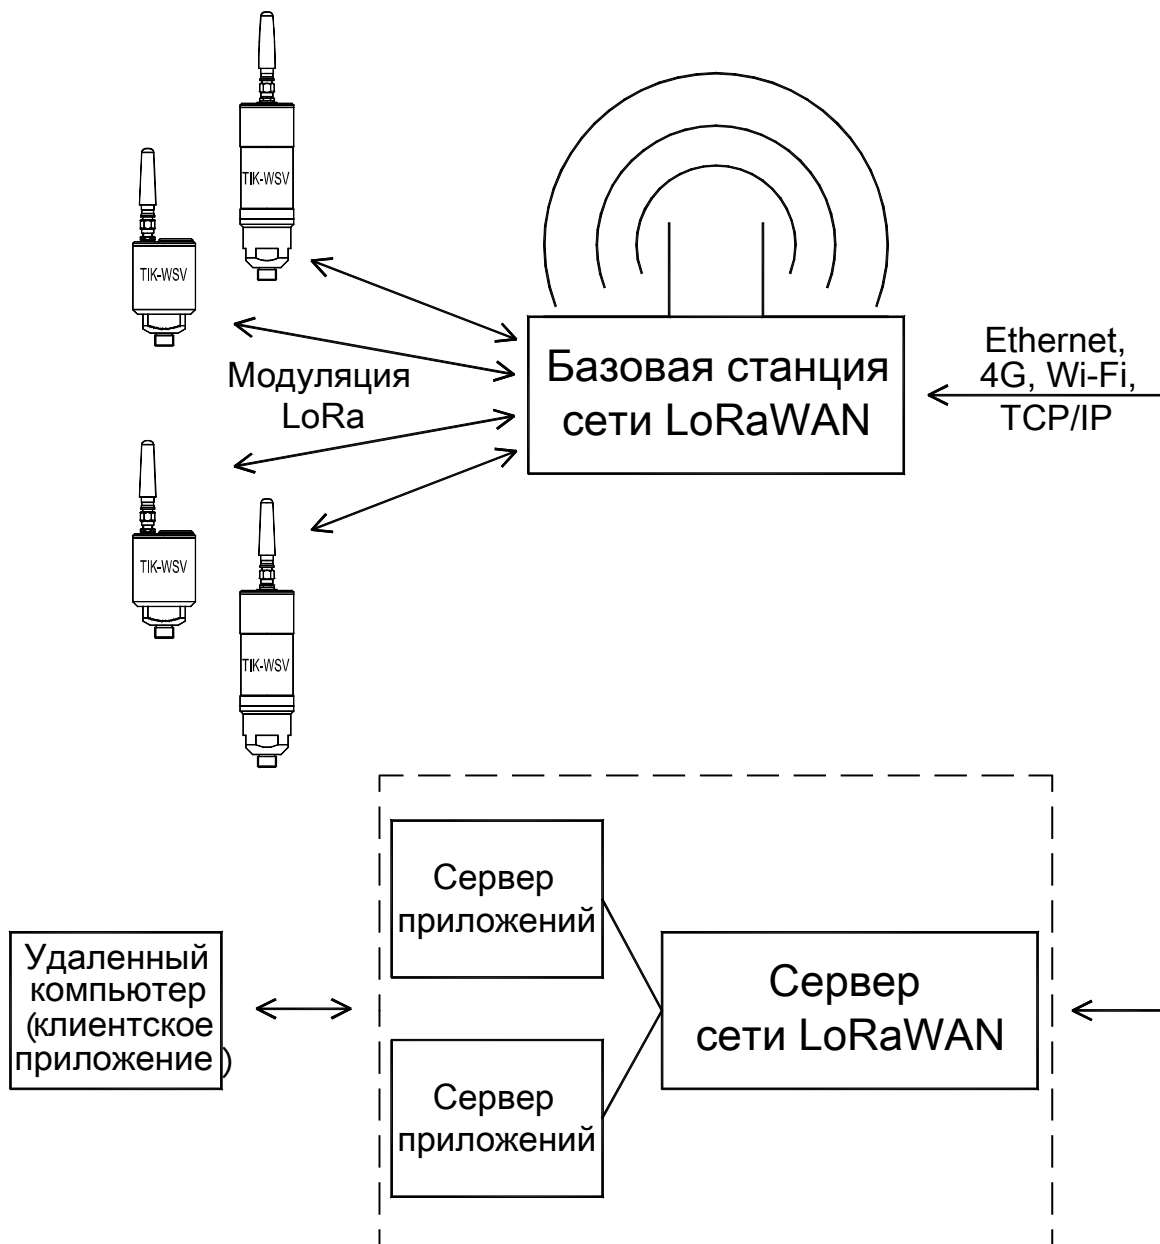 TIK-WSV
TIK-WSV
Модуляция
LoRa
Базовая станция
сети LoRaWAN
Ethernet,
4G, Wi-Fi,
TCP/IP
TIK-WSV
TIK-WSV
Сервер
приложений
Удаленный
компьютер
(клиентское
приложение)
Сервер
сети LoRaWAN
Сервер
приложений